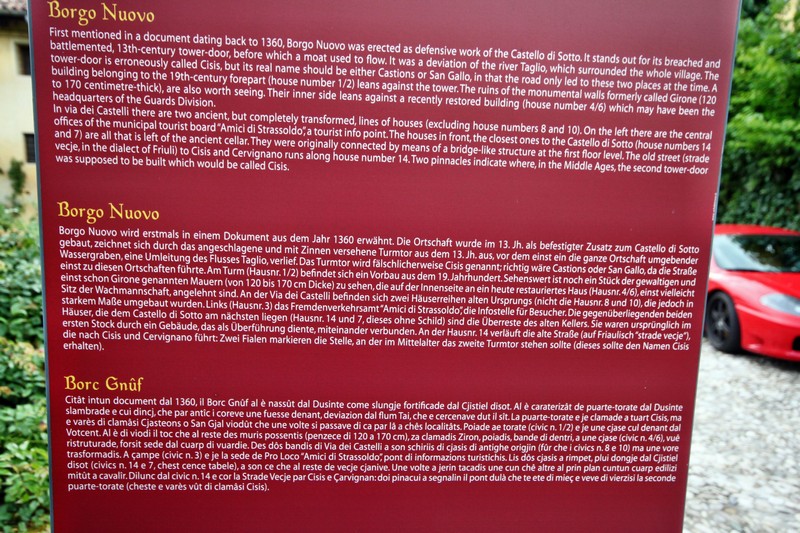 Borgo Nuovo
First mentioned in a document dating back to 1360, Borgo Nuovo was erected as defensive work of the Castello di Sotto. It stands out for its breached and
battlemented, 13th-century tower-door, before which a moat used to flow. It was a deviation of the river Taglio, which surrounded the whole village. The
tower-door is erroneously called Cisis, but its real name should be either Castions or San Gallo, in that the road only led to these two places at the time. A
building belonging to the 19th-century forepart (house number 1/2) leans against the tower. The ruins of the monumental walls formerly called Girone (120
to 170 centimetre-thick), are also worth seeing. Their inner side leans against a recently restored building (house number 4/6) which may have been the
headquarters of the Guards Division.
In via dei Castelli there are two ancient, but completely transformed, lines of houses (excluding house numbers 8 and 10). On the left there are the central
offices of the municipal tourist board "Amici di Strassoldo", a tourist info point. The houses in front, the closest ones to the Castello di Sotto (house numbers 14
and 7) are all that is left of the ancient cellar. They were originally connected by means of a bridge-like structure at the first floor level. The old street (strade
vecje, in the dialect of Friuli) to Cisis and Cervignano runs along house number 14. Two pinnacles indicate where, in the Middle Ages, the second tower-door
was supposed to be built which would be called Cisis.
Borgo Nuovo
Borgo Nuovo wird erstmals in einem Dokument aus dem Jahr 1360 erwähnt. Die Ortschaft wurde im 13. Jh. als befestigter Zusatz zum Castello di Sotto
gebaut, zeichnet sich durch das angeschlagene und mit Zinnen versehene Turmtor aus dem 13. Jh. aus, vor dem einst ein die ganze Ortschaft umgebender
Wassergraben, eine Umleitung des Flusses Taglio, verlief. Das Turmtor wird fälschlicherweise Cisis genannt; richtig wäre Castions oder San Gallo, da die Straße
einst zu diesen Ortschaften führte. Am Turm (Hausnr. 1/2) befindet sich ein Vorbau aus dem 19. Jahrhundert. Sehenswert ist noch ein Stück der gewaltigen und
einst schon Girone genannten Mauern (von 120 bis 170 cm Dicke) zu sehen, die auf der Innenseite an ein heute restauriertes Haus (Hausnr. 4/6), einst vielleicht
Sitz der Wachmannschaft, angelehnt sind. An der Via dei Castelli befinden sich zwei Häuserreihen alten Ursprungs (nicht die Hausnr. 8 und 10), die jedoch in
starkem Maße umgebaut wurden. Links (Hausnr. 3) das Fremdenverkehrsamt "Amici di Strassoldo", die Infostelle für Besucher. Die gegenüberliegenden beiden
Häuser, die dem Castello di Sotto am nächsten liegen (Hausnr. 14 und 7, dieses ohne Schild) sind die Überreste des alten Kellers. Sie waren ursprünglich im
ersten Stock durch ein Gebäude, das als Überführung diente, miteinander verbunden. An der Hausnr. 14 verläuft die alte Straße (auf Friaulisch "strade vecje"),
die nach Cisis und Cervignano führt: Zwei Fialen markieren die Stelle, an der im Mittelalter das zweite Turmtor stehen sollte (dieses sollte den Namen Cisis
erhalten).
Borc Gnûf
Citât intun document dal 1360, il Borc Gnûf al è nassût dal Dusinte come slungje fortificade dal Cjistiel disot. Al è caraterizât de puarte-torate dal Dusinte
slambrade e cui dincj, che par antic i coreve une fuesse denant, deviazion dal flum Tai, che e cercenave dut il sît. La puarte-torate e je clamade a tuart Cisis, ma
e varès di clamâsi Cjasteons o San Gjal viodût che une volte si passave di ca par lâ a chês localitâts. Poiade ae torate (civic n. 1/2) e je une cjase cul denant dal
Votcent. Al è di viodi il toc che al reste des muris possentis (penzece di 120 a 170 cm), za clamadis Ziron, poiadis, bande di dentri, a une cjase (civic n. 4/6), vuê
ristruturade, forsit sede dal cuarp di vuardie. Des dôs bandis di Via dei Castelli a son schiriis di cjasis di antighe origjin (fûr che i civics n. 8 e 10) ma une vore
trasformadis. A çampe (civic n. 3) e je la sede de Pro Loco "Amici di Strassoldo", pont di informazions turistichis. Lis dôs cjasis a rimpet, plui dongje dal Cjistiel
disot (civics n. 14 e 7, chest cence tabele), a son ce che al reste de vecje cjanive. Une volte a jerin tacadis une cun chê altre al prin plan cuntun cuarp edilizi
mitût a cavalîr. Dilunc dal civic n. 14 e cor la Strade Vecje par Cisis e Çarvignan: doi pinacui a segnalin il pont dulà che te ete di mieç e veve di vierzisi la seconde
puarte-torate (cheste e varès vût di clamâsi Cisis).